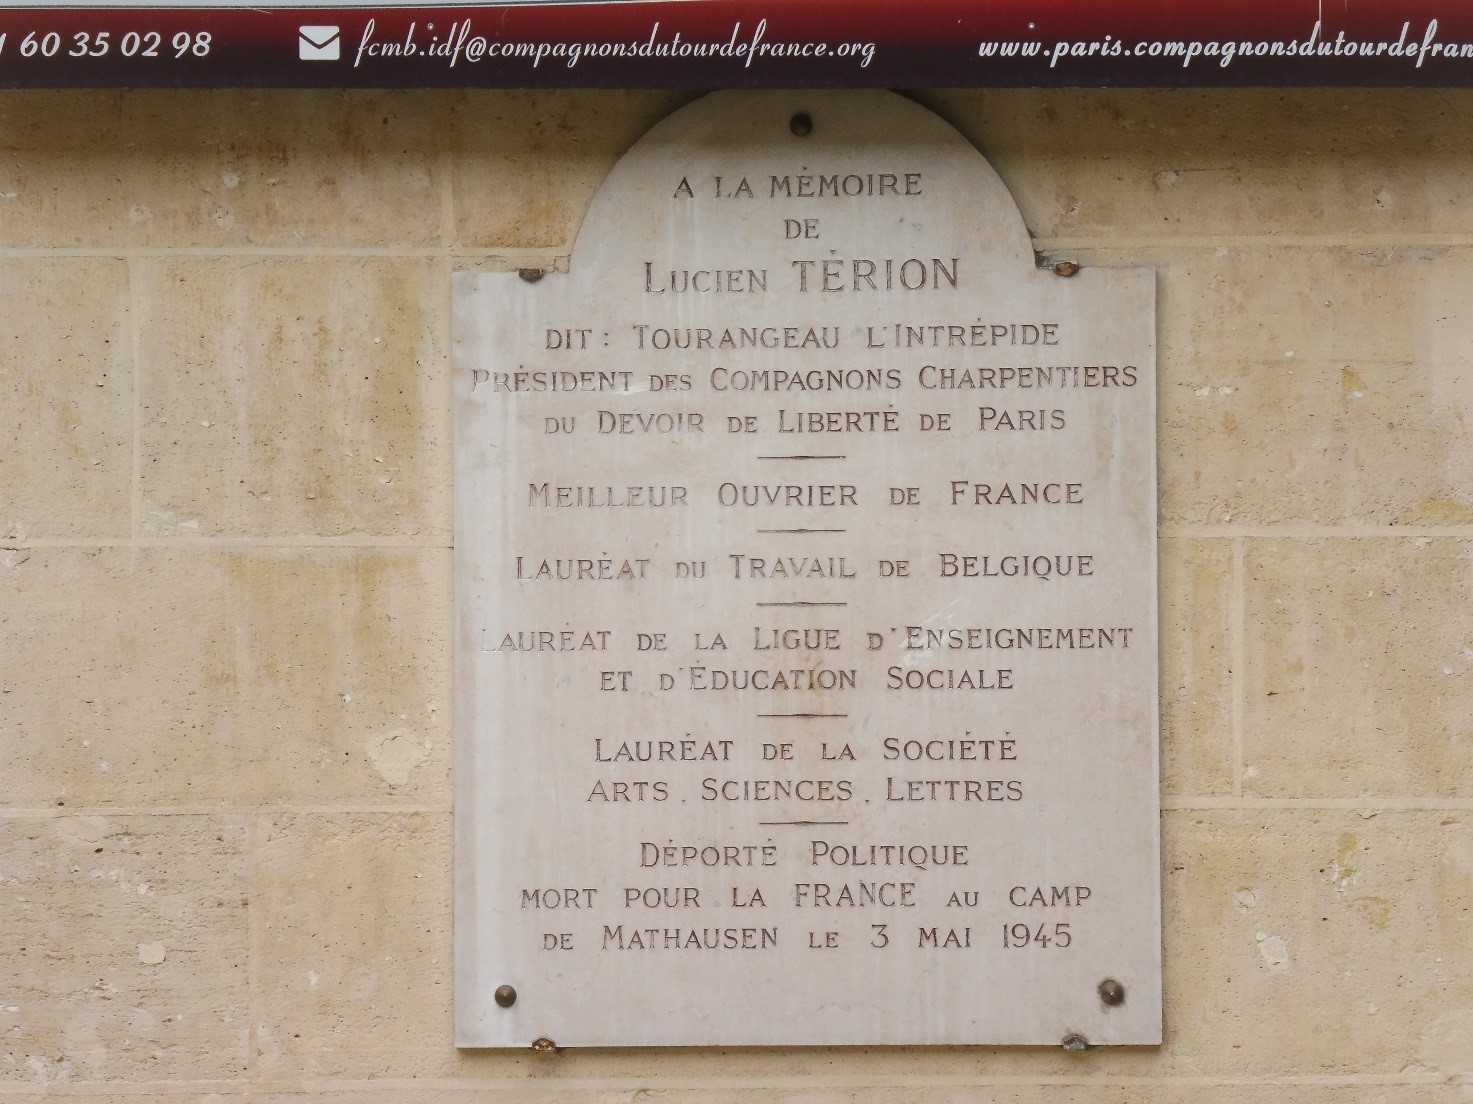 60 35 02 98 fcmb.idf@compagnonsdutourdefrance.org www.paris.compagnonsdutourdefran
A LA MÉMOIRE
DE
LUCIEN TÉRION
DIT : TOURANGEAU L'INTRÉPIDE
PRÉSIDENT DES COMPAGNONS CHARPENTIERS
DU DEVOIR DE LIBERTÉ DE PARIS
MEILLEUR OUVRIER DE FRANCE
LAURÉAT DU TRAVAIL DE BELGIQUE
LAURÉAT DE LA LIGUE D'ENSEIGNEMENT
ET D'ÉDUCATION SOCIALE
LAURÉAT DE LA SOCIÉTÉ
ARTS . SCIENCES . LETTRES
DÉPORTÉ POLITIQUE
MORT POUR LA FRANCE AU CAMP
DE MATHAUSEN LE 3 MAI 1945